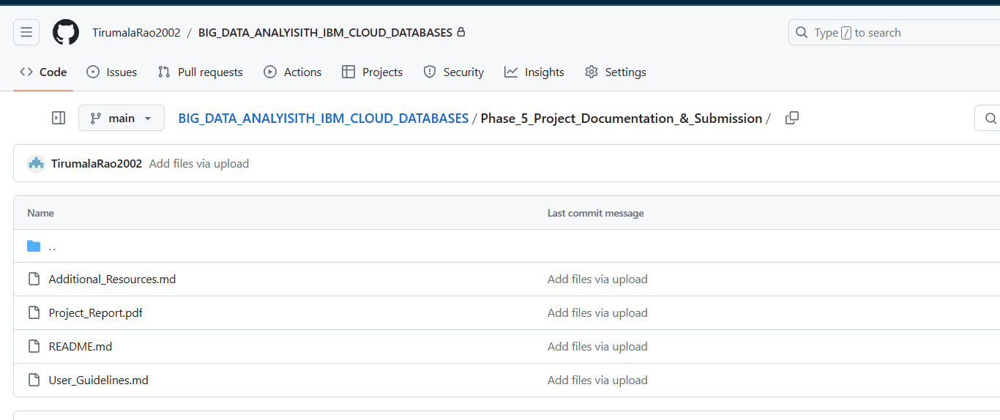 TirumalaRao2002 / BIG_DATA_ANALYISITH_IBM_CLOUD_DATABASES Type / to search
Code Issues Pull requests Actions Projects Security Insights Settings
main BIG_DATA_ANALYISITH_IBM_CLOUD_DATABASES / Phase_5_Project_Documentation_&_Submission /
TirumalaRao2002 Add files via upload
Name Last commit message
..
Additional_Resources.md Add files via upload
Project_Report.pdf Add files via upload
README.md Add files via upload
User_Guidelines.md Add files via upload